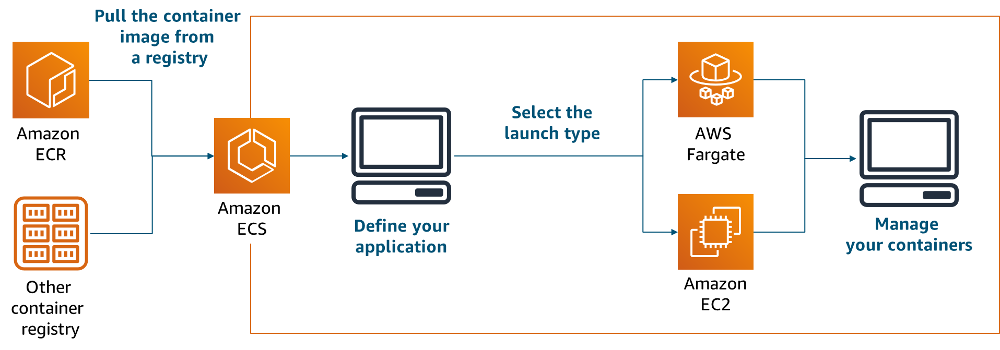 Pull the container
image from
a registry
Amazon
ECR
Other
container
registry
Amazon
ECS
Define your
application
Select the
launch type
AWS
Fargate
Amazon
EC2
Manage
your containers